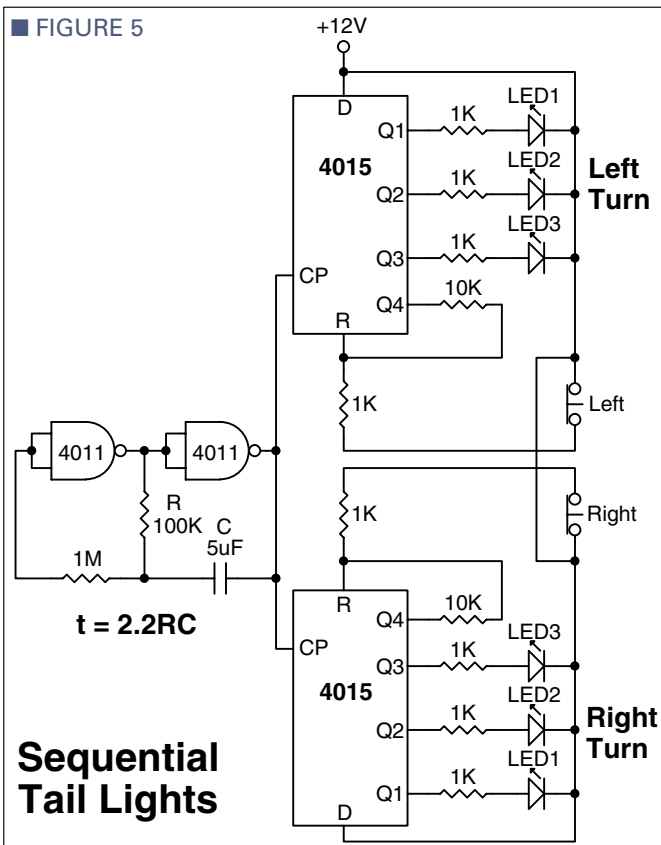 ■ FIGURE 5
+12V
D
4015
CP
R
Q1
Q2
Q3
Q4
1K
1K
1K
10K
LED1
LED2
LED3
Left
Turn
1K
Left
4011
4011
R
100K
C
5uF
1M
t = 2.2RC
1K
Right
R
CP
4015
D
Q4
Q3
Q2
Q1
10K
1K
1K
1K
LED3
LED2
LED1
Right
Turn
Sequential
Tail Lights